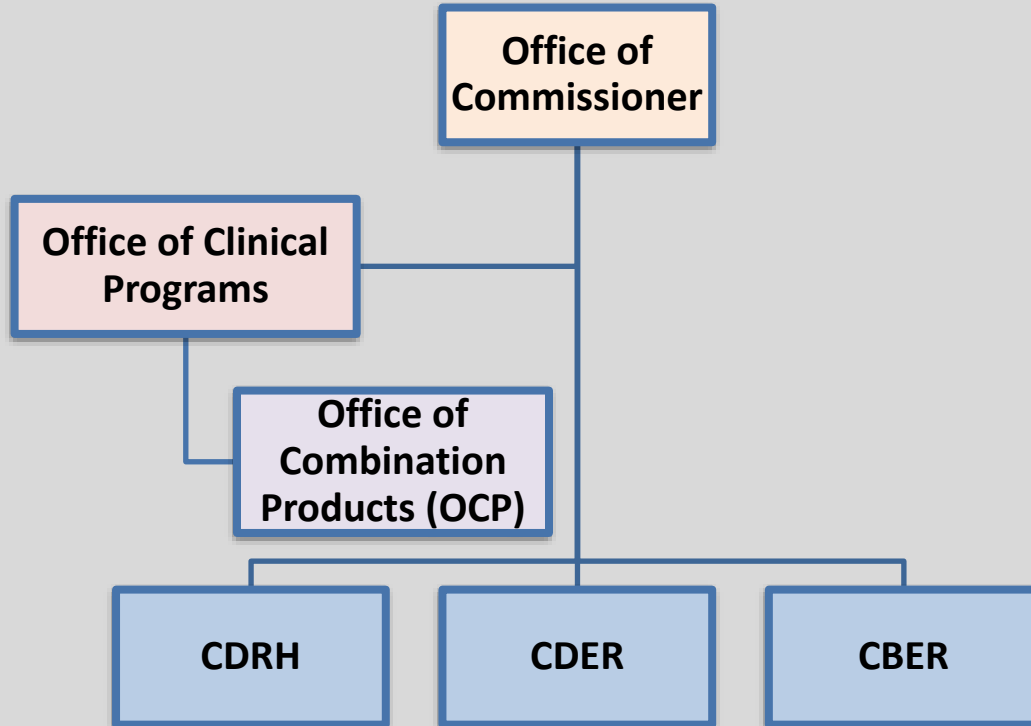 Office of
Commissioner
Office of Clinical
Programs
Office of
Combination
Products (OCP)
CDRH
CDER
CBER